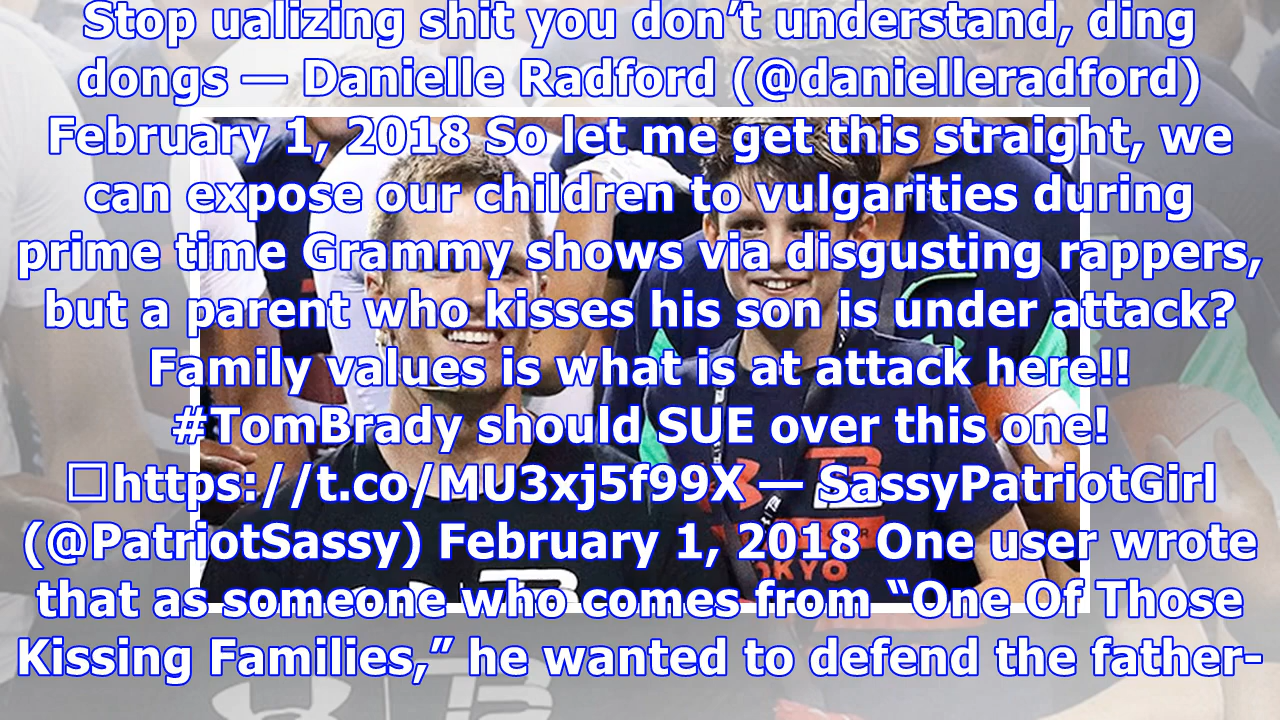 Stop ualizing shit you don’t understand, ding
dongs — Danielle Radford (@danielleradford)
February 1, 2018 So let me get this straight, we
can expose our children to vulgarities during
prime time Grammy shows via disgusting rappers,
but a parent who kisses his son is under attack?
Family values is what is at attack here!!
#TomBrady should SUE over this one!
□https://t.co/MU3xj5f99X — SassyPatriotGirl
(@PatriotSassy) February 1, 2018 One user wrote
that as someone who comes from “One Of Those
Kissing Families,” he wanted to defend the father-
TOKYO